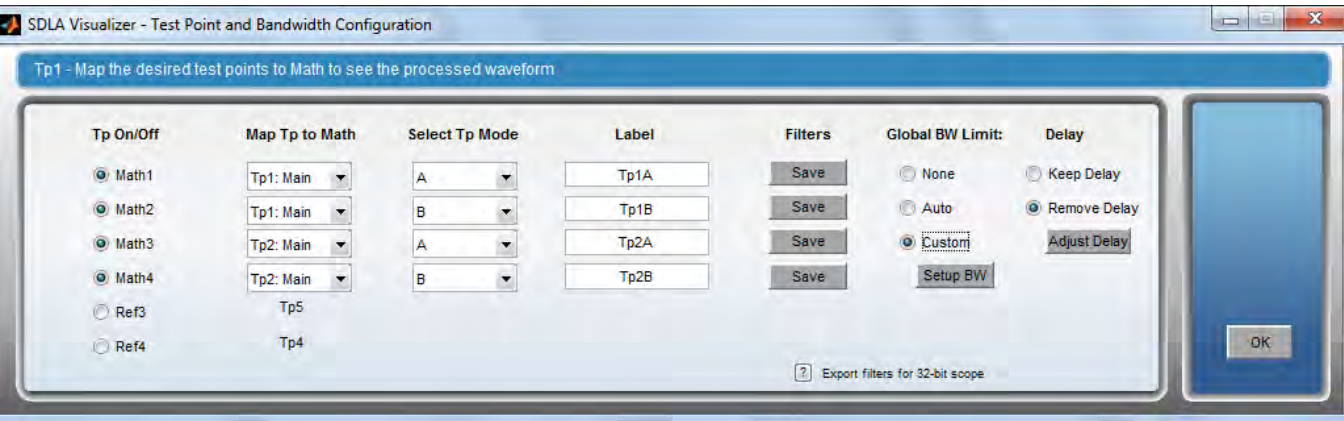 SDLA Visualizer - Test Point and Bandwidth Configuration
Tp1 - Map the desired test points to Math to see the processed waveform
Tp On/Off Map Tp to Math Select Tp Mode Label Filters Global BW Limit: Delay
Math1 Tp1: Main A Tp1A Save None Keep Delay
Math2 Tp1: Main B Tp1B Save Auto Remove Delay
Math3 Tp2: Main A Tp2A Save Custom Adjust Delay
Math4 Tp2: Main B Tp2B Save Setup BW
Ref3 Tp5
Ref4 Tp4
OK
? Export filters for 32-bit scope